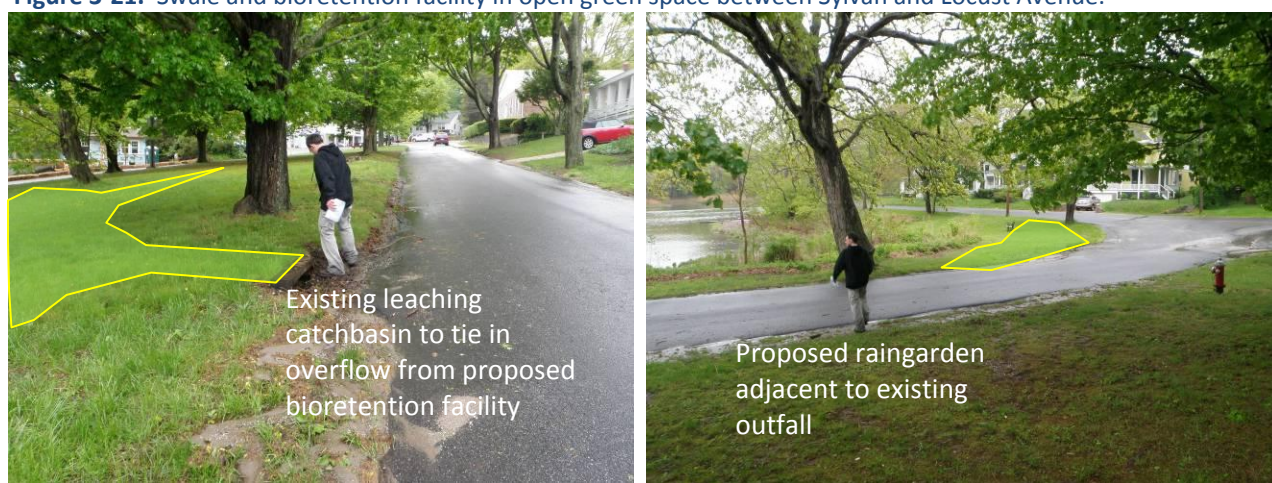 Figure
Swale and bioretention facility in open green space between Sylvan and Locust Avenue.
Existing leaching
catchbasin to tie in
overflow from proposed
bioretention facility
Proposed raingarden
adjacent to existing
outfall